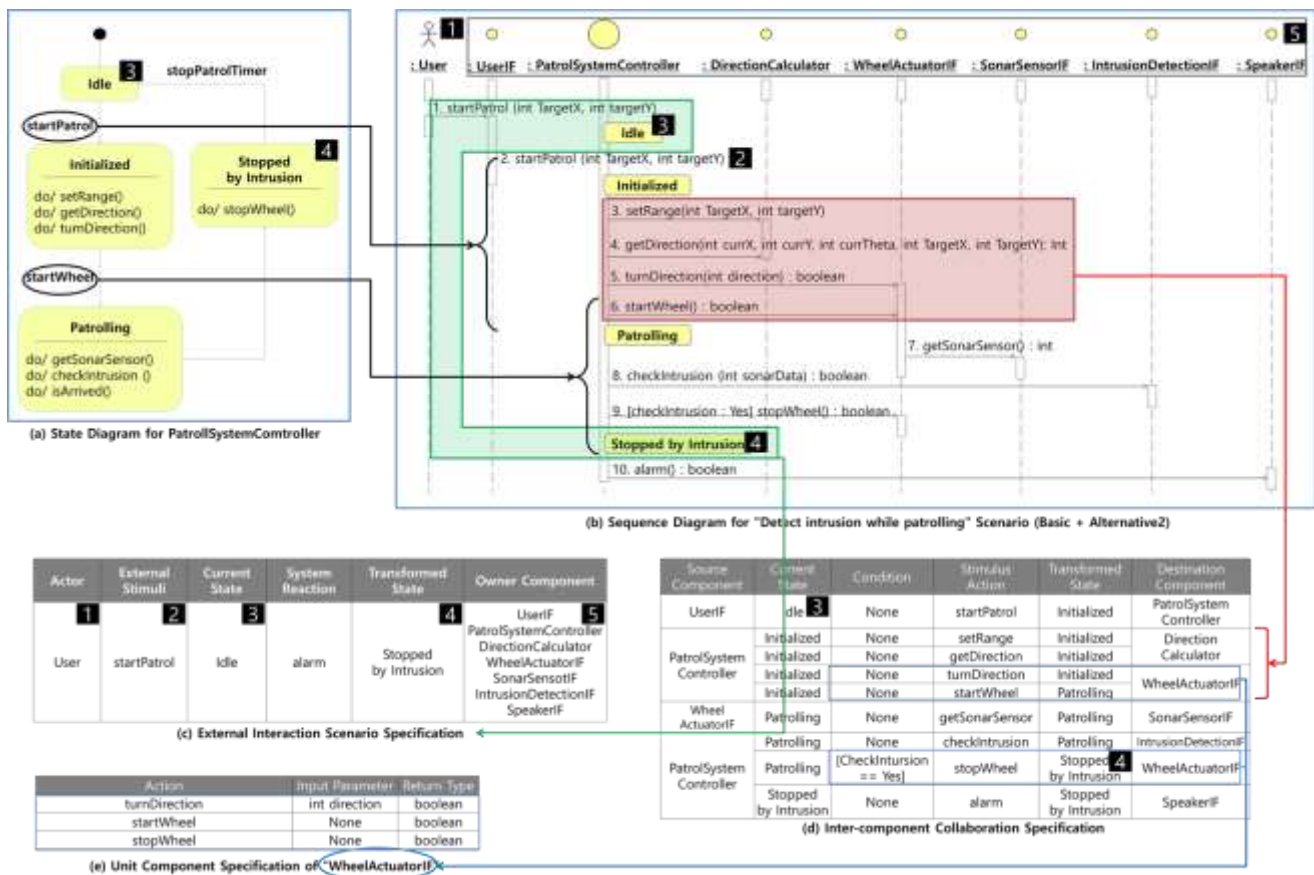 3
Idle
stopPatrolTimer
startPatrol
4
Initialized
do/ setRange()
do/ getDirection()
do/ turnDirection()
Stopped
by Intrusion
do/ stopWheel()
startWheel
Patrolling
do/ getSonarSensor()
do/ checkIntrusion ()
do/ isArrived()
(a) State Diagram for PatrollSystemComtroller
1
5
: User : UserIF : PatrolSystemController : DirectionCalculator : WheelActuatorIF : SonarSensorIF : IntrusionDetectionIF : SpeakerIF
1. startPatrol (int TargetX, int targetY)
Idle 3
2. startPatrol (int TargetX, int targetY) 2
Initialized
3. setRange(int TargetX, int targetY)
4. getDirection(int currX, int currY, int currTheta, int TargetX, int TargetY): Int
5. turnDirection(int direction) : boolean
6. startWheel() : boolean
Patrolling
7. getSonarSensor() : Int
8. checkIntrusion (int sonarData) : boolean
9. [checkIntrusion : Yes] stopWheel() : boolean
Stopped by Intrusion 4
10. alarm() : boolean
(b) Sequence Diagram for "Detect intrusion while patrolling" Scenario (Basic + Alternative2)
Actor External Stimuli Current State System Reaction Transformed State Owner Component
1 2 3 4 5
User startPatrol Idle alarm Stopped by Intrusion
UserIF
PatrolSystemController
DirectionCalculator
WheelActuatorIF
SonarSensotIF
IntrusionDetectionIF
SpeakerIF
(c) External Interaction Scenario Specification
Source Component Current State Condition Stimulus Action Transformed State Destination Component
UserIF Idle 3 None startPatrol Initialized PatrolSystem Controller
PatrolSystem Controller Initialized None setRange Initialized Direction Calculator
Initialized None getDirection Initialized
Initialized None turnDirection Initialized WheelActuatorIF
Initialized None startWheel Patrolling
Wheel ActuatorIF Patrolling None getSonarSensor Patrolling SonarSensorIF
PatrolSystem Controller Patrolling None checkIntrusion Patrolling IntrusionDetectionIF
Patrolling [CheckIntursion == Yes] stopWheel Stopped by Intrusion 4 WheelActuatorIF
Stopped by Intrusion None alarm Stopped by Intrusion SpeakerIF
(d) Inter-component Collaboration Specification
Action Input Parameter Return Type
turnDirection int direction boolean
startWheel None boolean
stopWheel None boolean
(e) Unit Component Specification of "WheelActuatorIF"